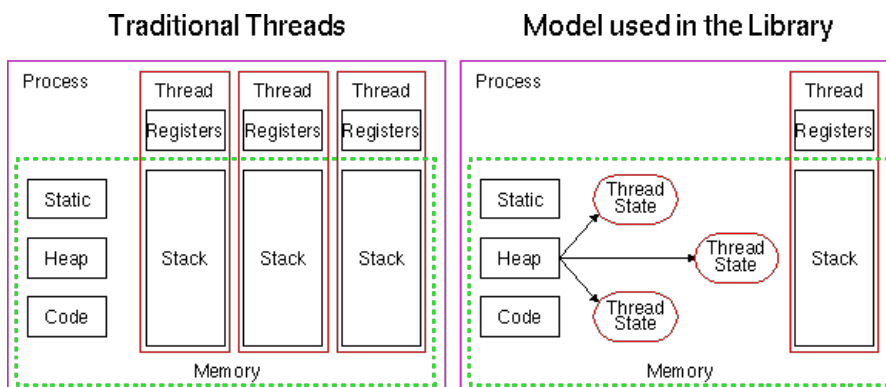 Traditional Threads
Process
Thread
Thread
Thread
Registers
Registers
Registers
Static
Heap
Code
Stack
Stack
Stack
Memory
Model used in the Library
Process
Thread
Registers
Static
Heap
Code
Thread
State
Thread
State
Thread
State
Stack
Memory